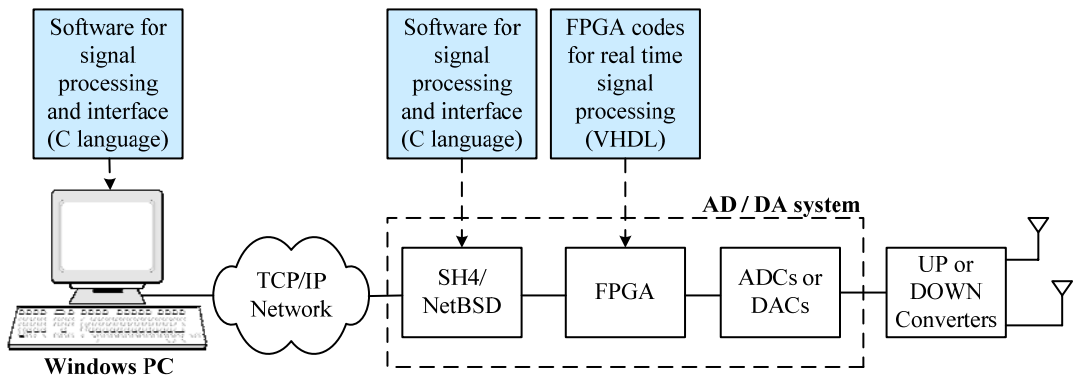 Software for
signal
processing
and interface
(C language)
Software for
signal
processing
and interface
(C language)
FPGA codes
for real time
signal
processing
(VHDL)
AD / DA system
TCP/IP
Network
SH4/
NetBSD
FPGA
ADCs or
DACs
UP or
DOWN
Converters
Windows PC